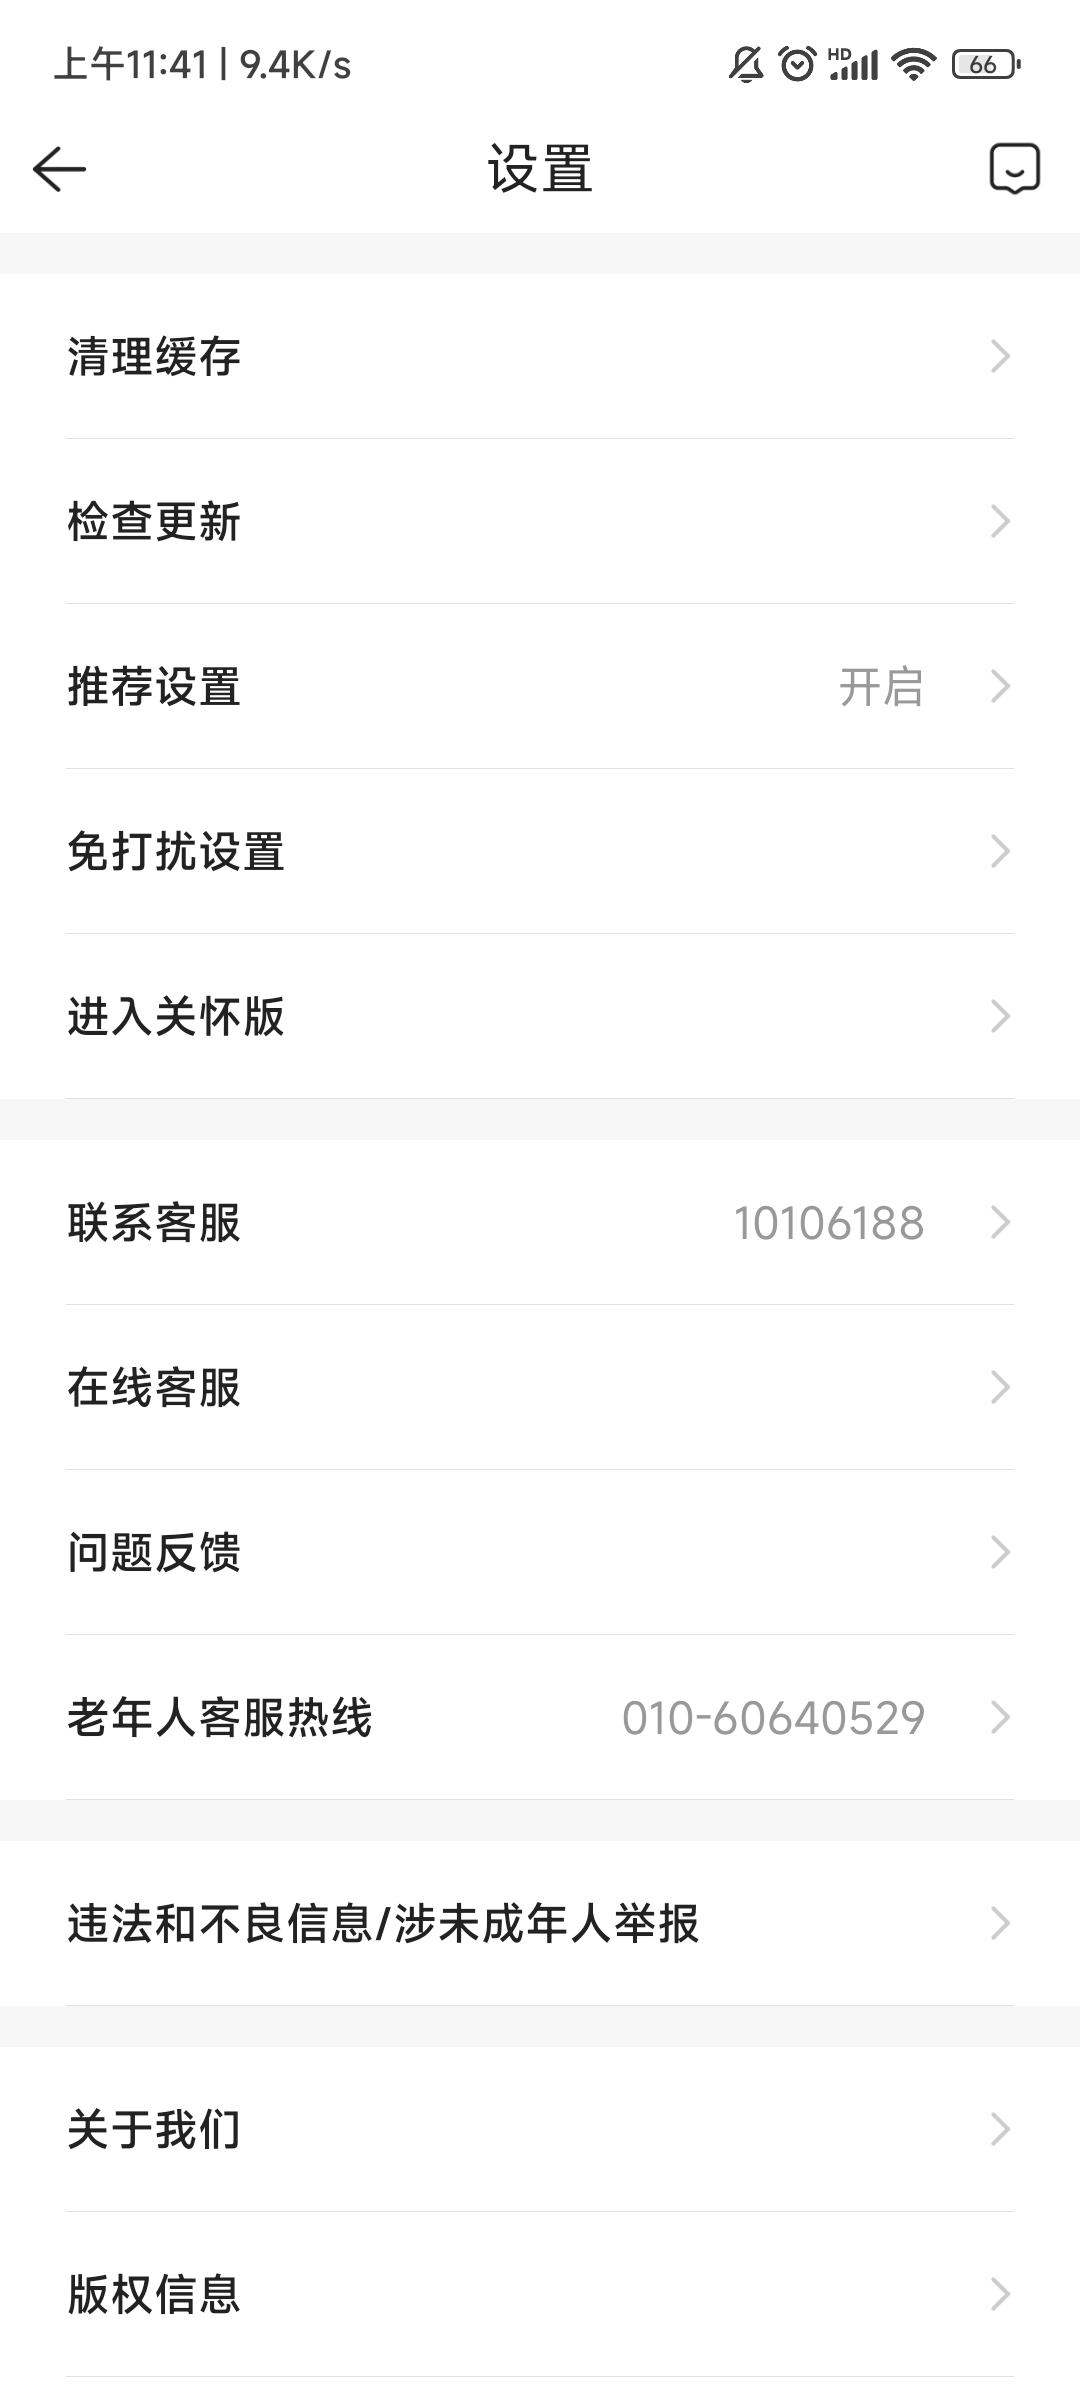 上午11:41 | 9.4K/s
HD
66
设置
清理缓存
检查更新
推荐设置 开启
免打扰设置
进入关怀版
联系客服 10106188
在线客服
问题反馈
老年人客服热线 010-60640529
违法和不良信息/涉未成年人举报
关于我们
版权信息